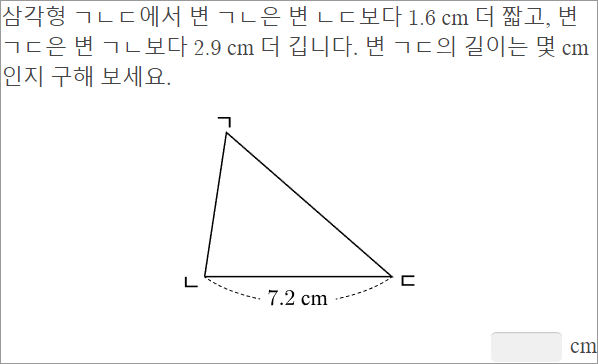 삼각형 ㄱㄴㄷ에서 변 ㄱㄴ은 변 ㄴㄷ보다 1.6 cm 더 짧고, 변
ㄱㄷ은 변 ㄱㄴ보다 2.9 cm 더 깁니다. 변 ㄱㄷ의 길이는 몇 cm
인지 구해 보세요.
ㄱ
ㄴ
ㄷ
7.2 cm
cm